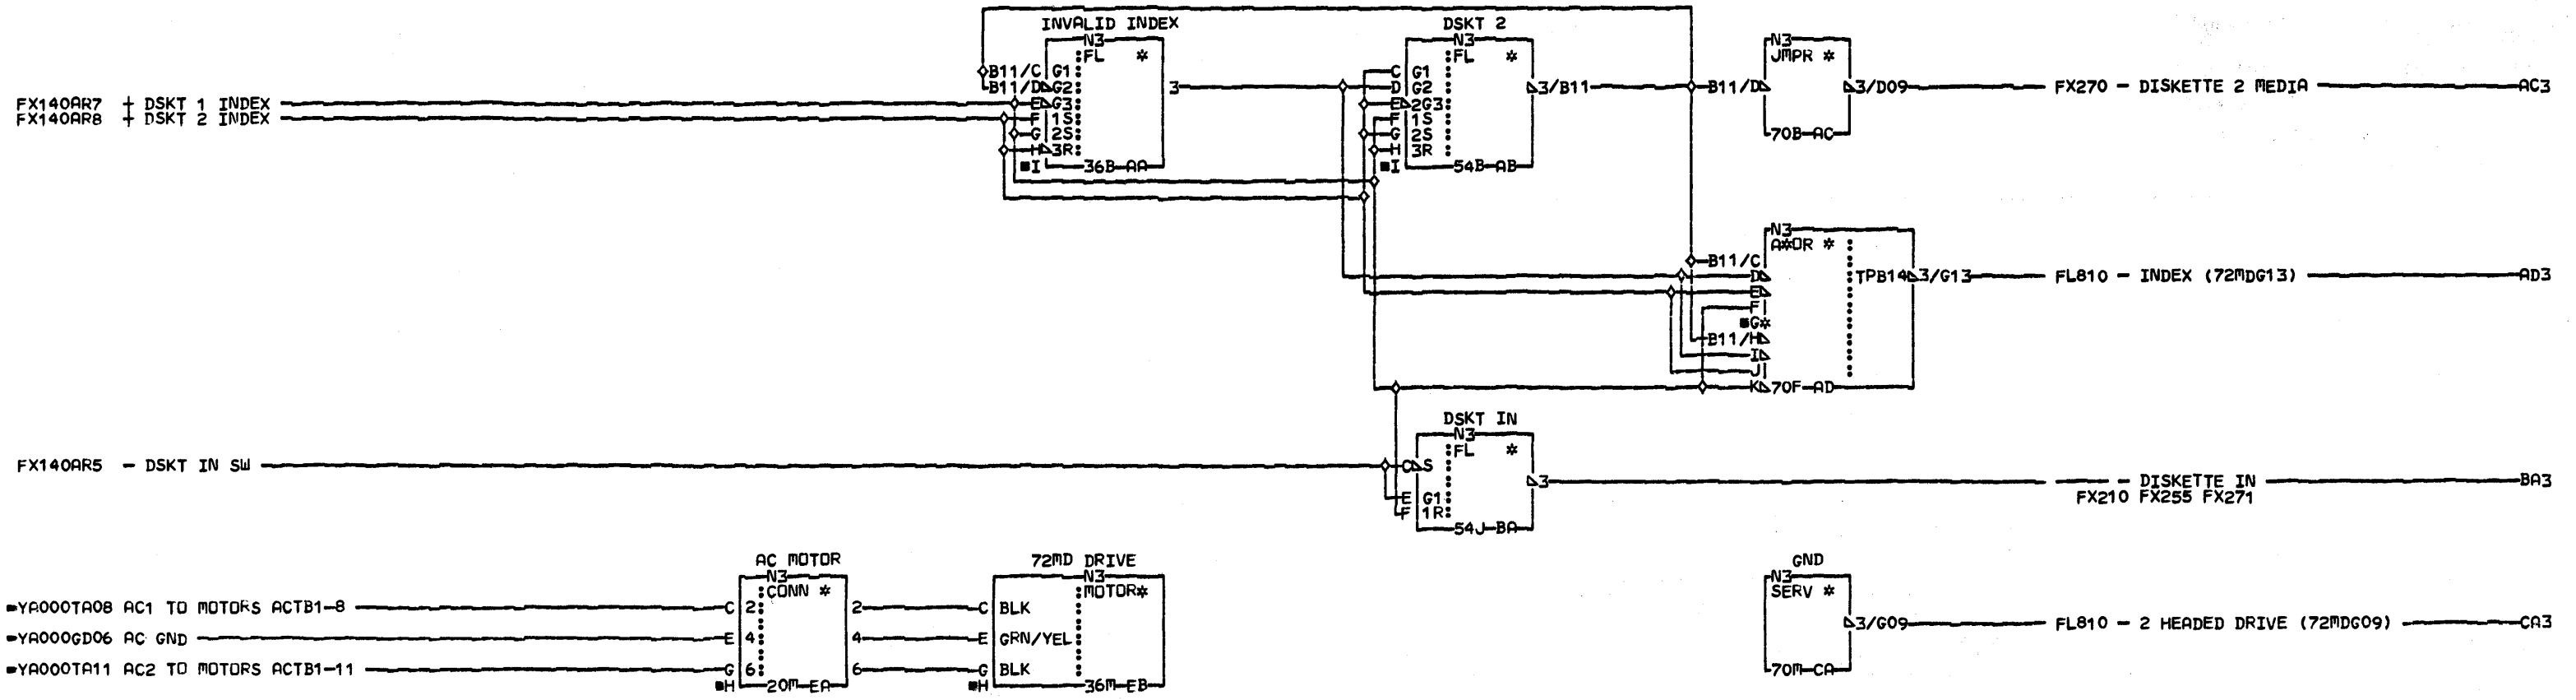 INVALID INDEX
N3
FL *
B11/C G1
B11/D G2
E G3
F 1S
G 2S
H 3R
■I
36B-AA
3
DSKT 2
N3
FL *
C G1
D G2
E 2G3
F 1S
G 2S
H 3R
■I
54B-AB
3/B11
B11/D
N3
JMPR *
70B-AC
3/D09
FX270 - DISKETTE 2 MEDIA
AC3
FX140AR7 + DSKT 1 INDEX
FX140AR8 + DSKT 2 INDEX
N3
A*OR *
B11/C
D
E
F
■G*
B11/H
I
J
K
70F-AD
TPB14
3/G13
FL810 - INDEX (72MDG13)
AD3
FX140AR5 - DSKT IN SW
DSKT IN
N3
FL *
C S
E G1
F 1R
54J-BA
3
- DISKETTE IN
FX210 FX255 FX271
BA3
■YA000TA08 AC1 TO MOTORS ACTB1-8
■YA000GD06 AC GND
■YA000TA11 AC2 TO MOTORS ACTB1-11
AC MOTOR
N3
CONN *
C 2 2
E 4 4
G 6 6
■H
20M-EA
72MD DRIVE
N3
MOTOR*
C BLK
E GRN/YEL
G BLK
■H
36M-EB
GND
N3
SERV *
70M-CA
3/G09
FL810 - 2 HEADED DRIVE (72MDG09)
CA3